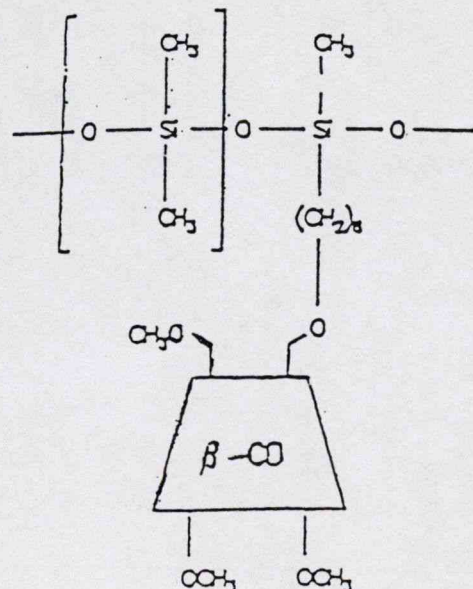 CH₃ CH₃
O Si O Si O
CH₃ (CH₂)₈
CH₃O O
β-CD
OCH₃ OCH₃